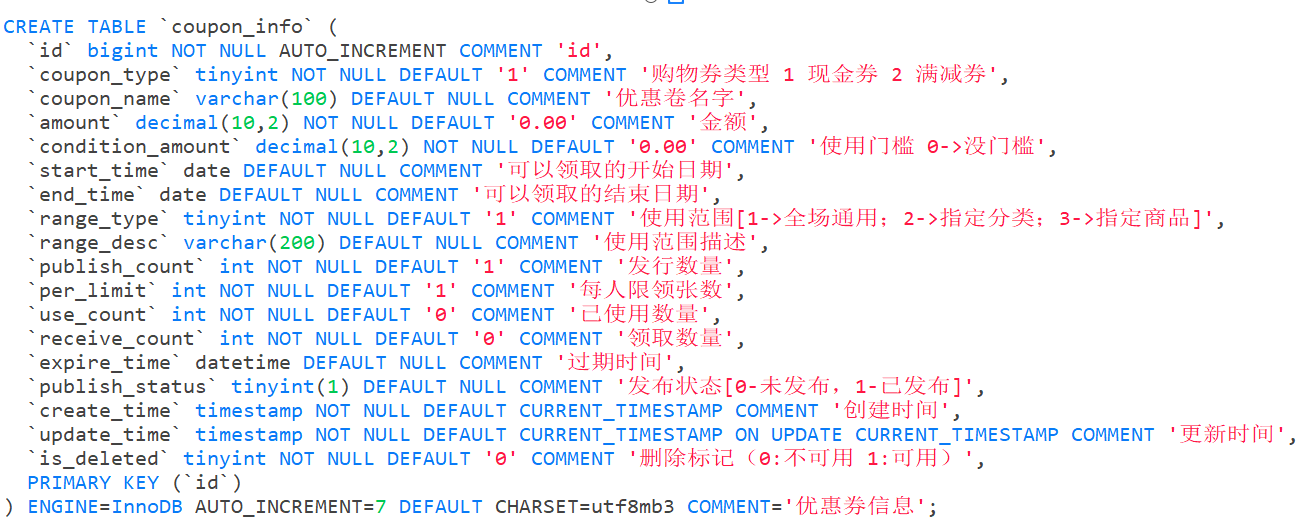 CREATE TABLE `coupon_info` (
  `id` bigint NOT NULL AUTO_INCREMENT COMMENT 'id',
  `coupon_type` tinyint NOT NULL DEFAULT '1' COMMENT '购物券类型 1 现金券 2 满减券',
  `coupon_name` varchar(100) DEFAULT NULL COMMENT '优惠卷名字',
  `amount` decimal(10,2) NOT NULL DEFAULT '0.00' COMMENT '金额',
  `condition_amount` decimal(10,2) NOT NULL DEFAULT '0.00' COMMENT '使用门槛 0->没门槛',
  `start_time` date DEFAULT NULL COMMENT '可以领取的开始日期',
  `end_time` date DEFAULT NULL COMMENT '可以领取的结束日期',
  `range_type` tinyint NOT NULL DEFAULT '1' COMMENT '使用范围[1->全场通用；2->指定分类；3->指定商品]',
  `range_desc` varchar(200) DEFAULT NULL COMMENT '使用范围描述',
  `publish_count` int NOT NULL DEFAULT '1' COMMENT '发行数量',
  `per_limit` int NOT NULL DEFAULT '1' COMMENT '每人限领张数',
  `use_count` int NOT NULL DEFAULT '0' COMMENT '已使用数量',
  `receive_count` int NOT NULL DEFAULT '0' COMMENT '领取数量',
  `expire_time` datetime DEFAULT NULL COMMENT '过期时间',
  `publish_status` tinyint(1) DEFAULT NULL COMMENT '发布状态[0-未发布，1-已发布]',
  `create_time` timestamp NOT NULL DEFAULT CURRENT_TIMESTAMP COMMENT '创建时间',
  `update_time` timestamp NOT NULL DEFAULT CURRENT_TIMESTAMP ON UPDATE CURRENT_TIMESTAMP COMMENT '更新时间',
  `is_deleted` tinyint NOT NULL DEFAULT '0' COMMENT '删除标记（0:不可用 1:可用）',
  PRIMARY KEY (`id`)
) ENGINE=InnoDB AUTO_INCREMENT=7 DEFAULT CHARSET=utf8mb3 COMMENT='优惠券信息';